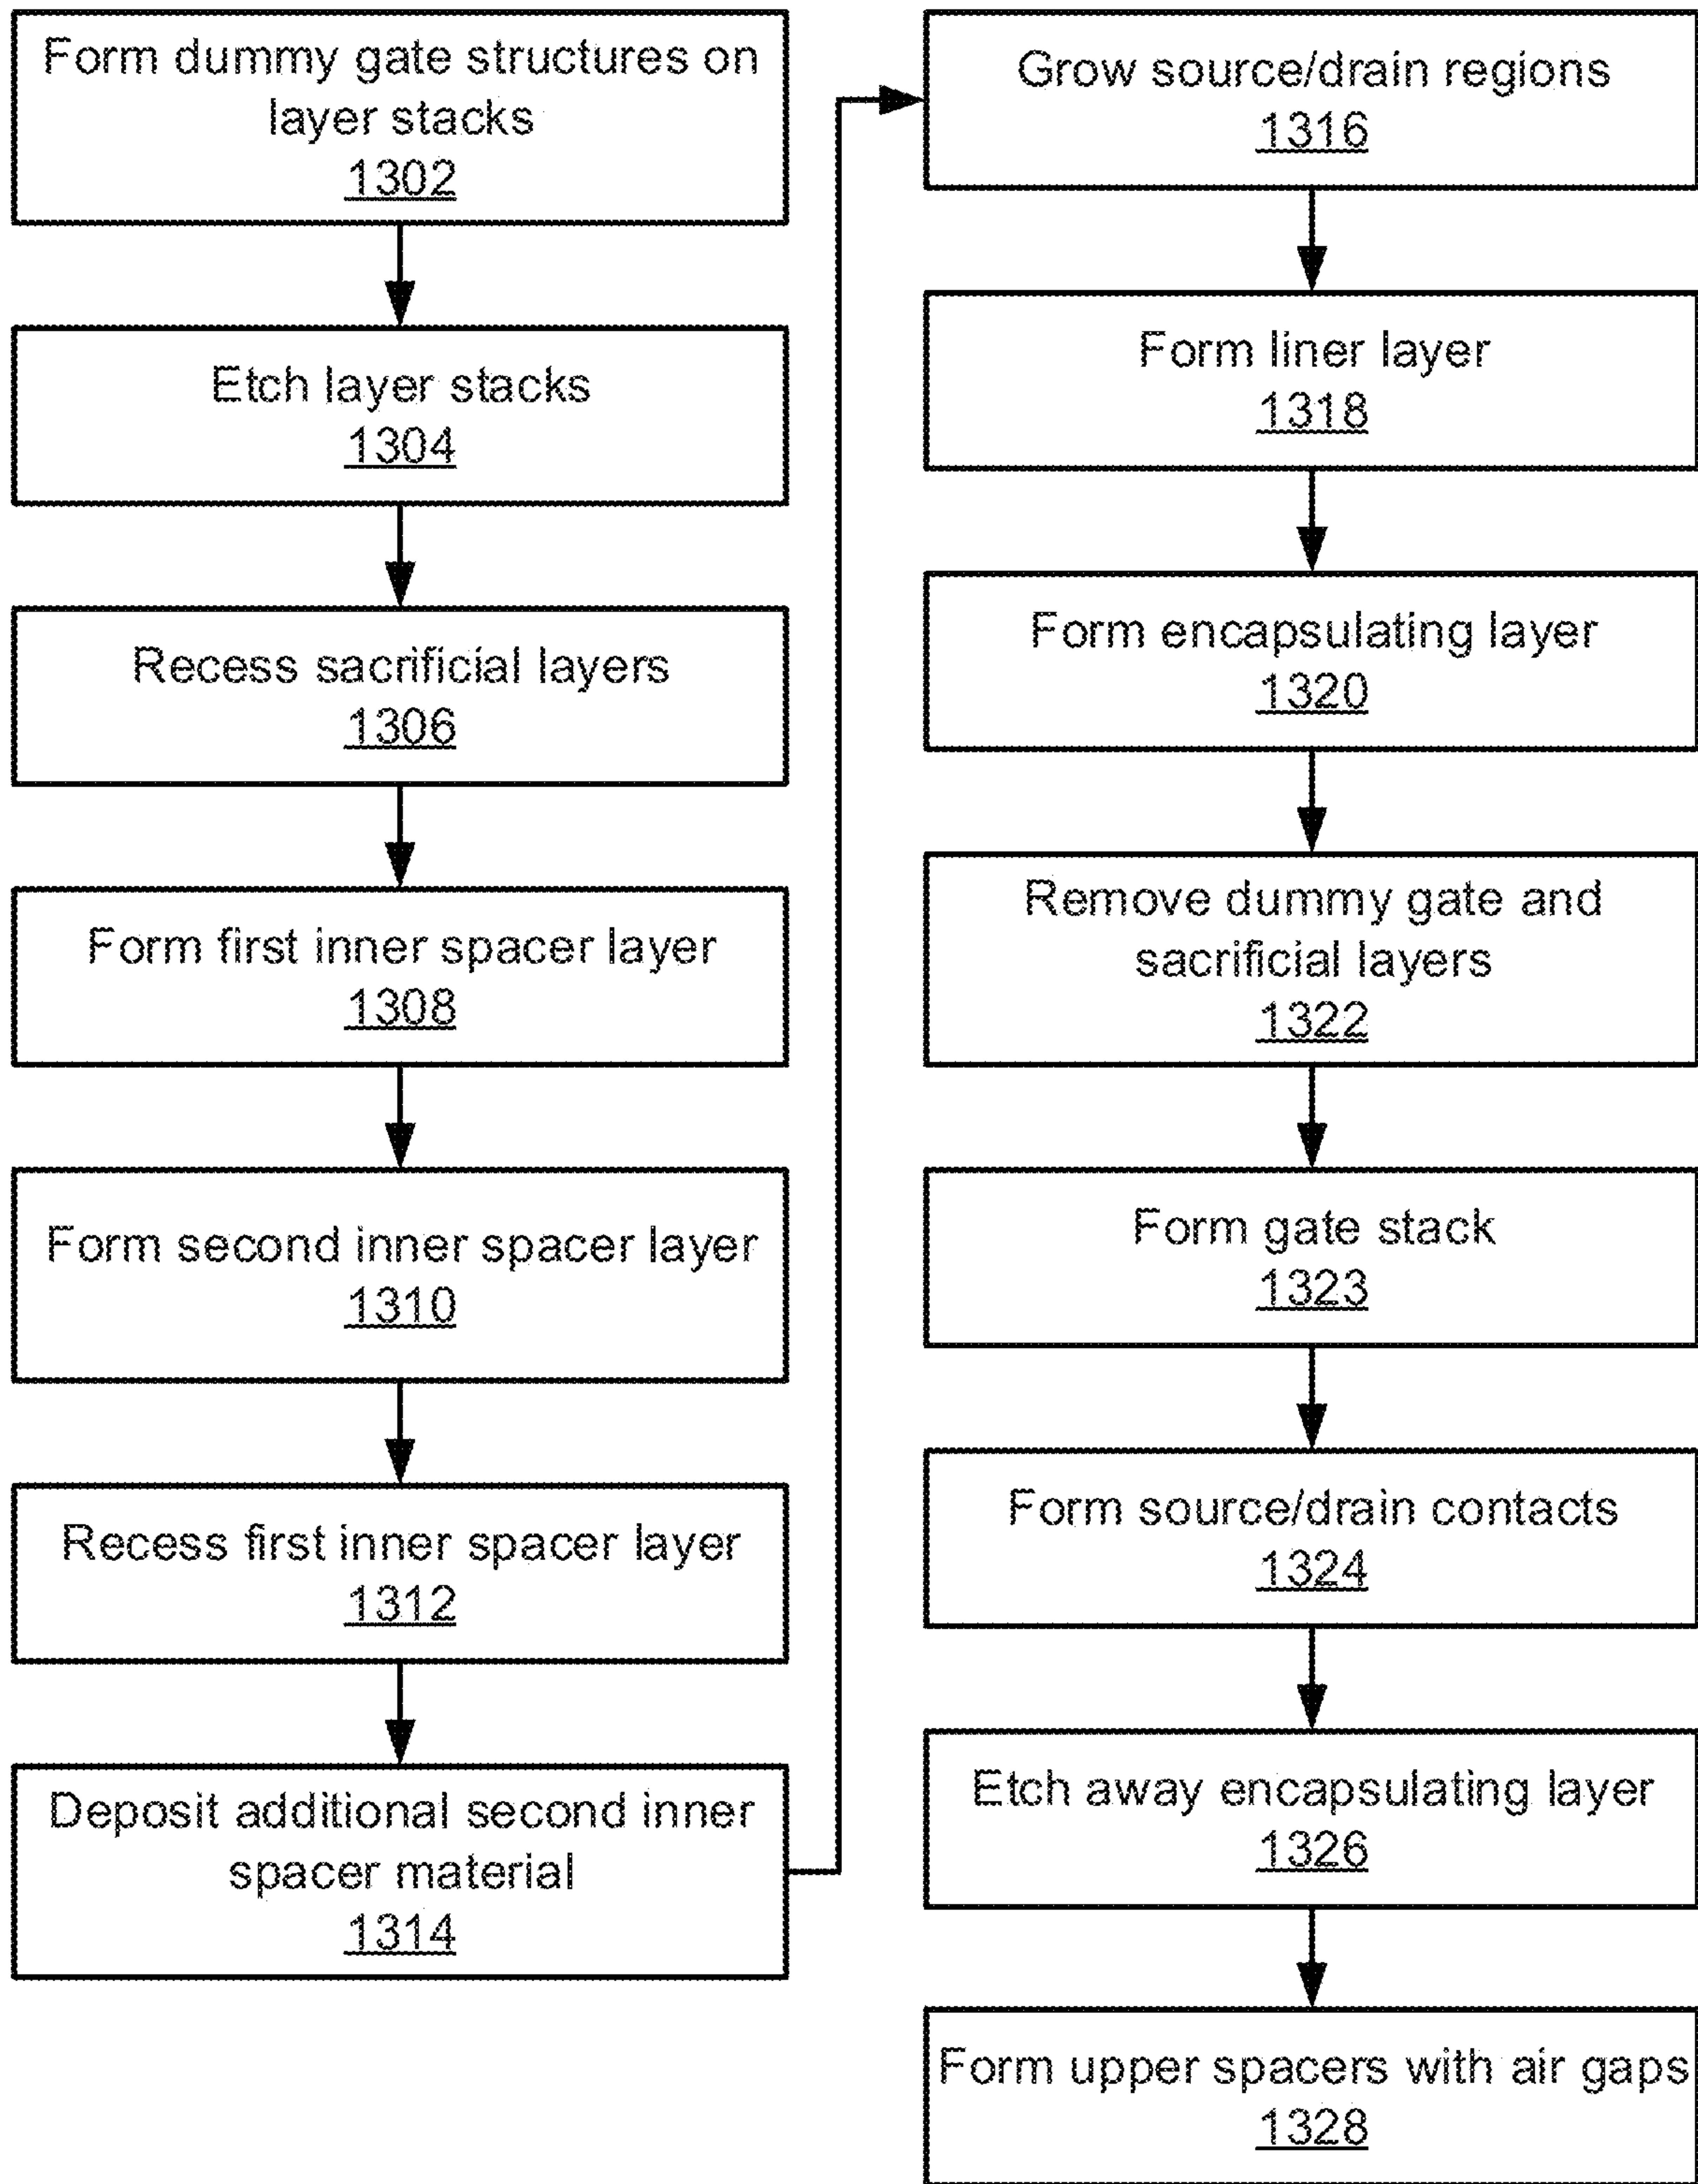 Form dummy gate structures on
layer stacks
1302
Etch layer stacks
1304
Recess sacrificial layers
1306
Form first inner spacer layer
1308
Form second inner spacer layer
1310
Recess first inner spacer layer
1312
Deposit additional second inner
spacer material
1314
Grow source/drain regions
1316
Form liner layer
1318
Form encapsulating layer
1320
Remove dummy gate and
sacrificial layers
1322
Form gate stack
1323
Form source/drain contacts
1324
Etch away encapsulating layer
1326
Form upper spacers with air gaps
1328